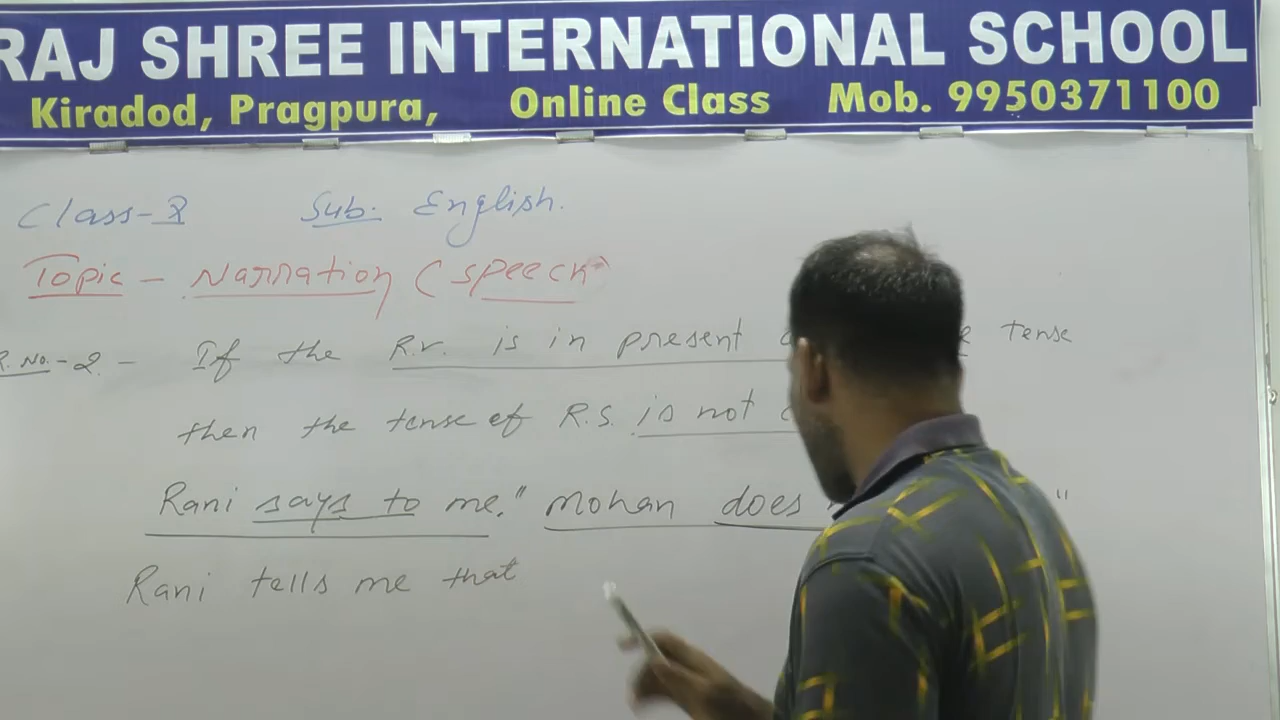 RAJ SHREE INTERNATIONAL SCHOOL
Kiradod, Pragpura, Online Class Mob. 9950371100
Class-X Sub. English.
Topic - Narration (Speech)
R. No.-2 - If the R.v. is in present tense
then the tense of R.S. is not
Rani says to me, "Mohan does "
Rani tells me that